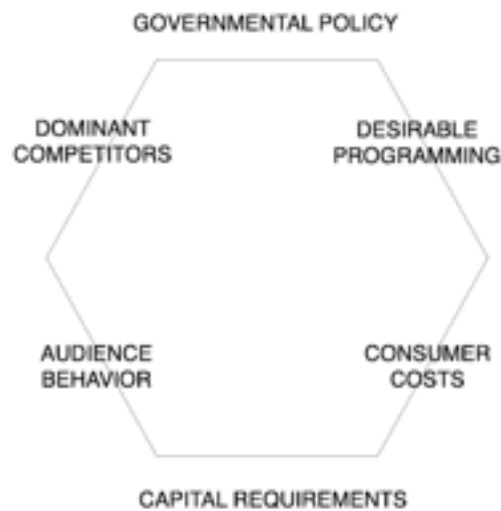 GOVERNMENTAL POLICY
DOMINANT
COMPETITORS
DESIRABLE
PROGRAMMING
AUDIENCE
BEHAVIOR
CONSUMER
COSTS
CAPITAL REQUIREMENTS